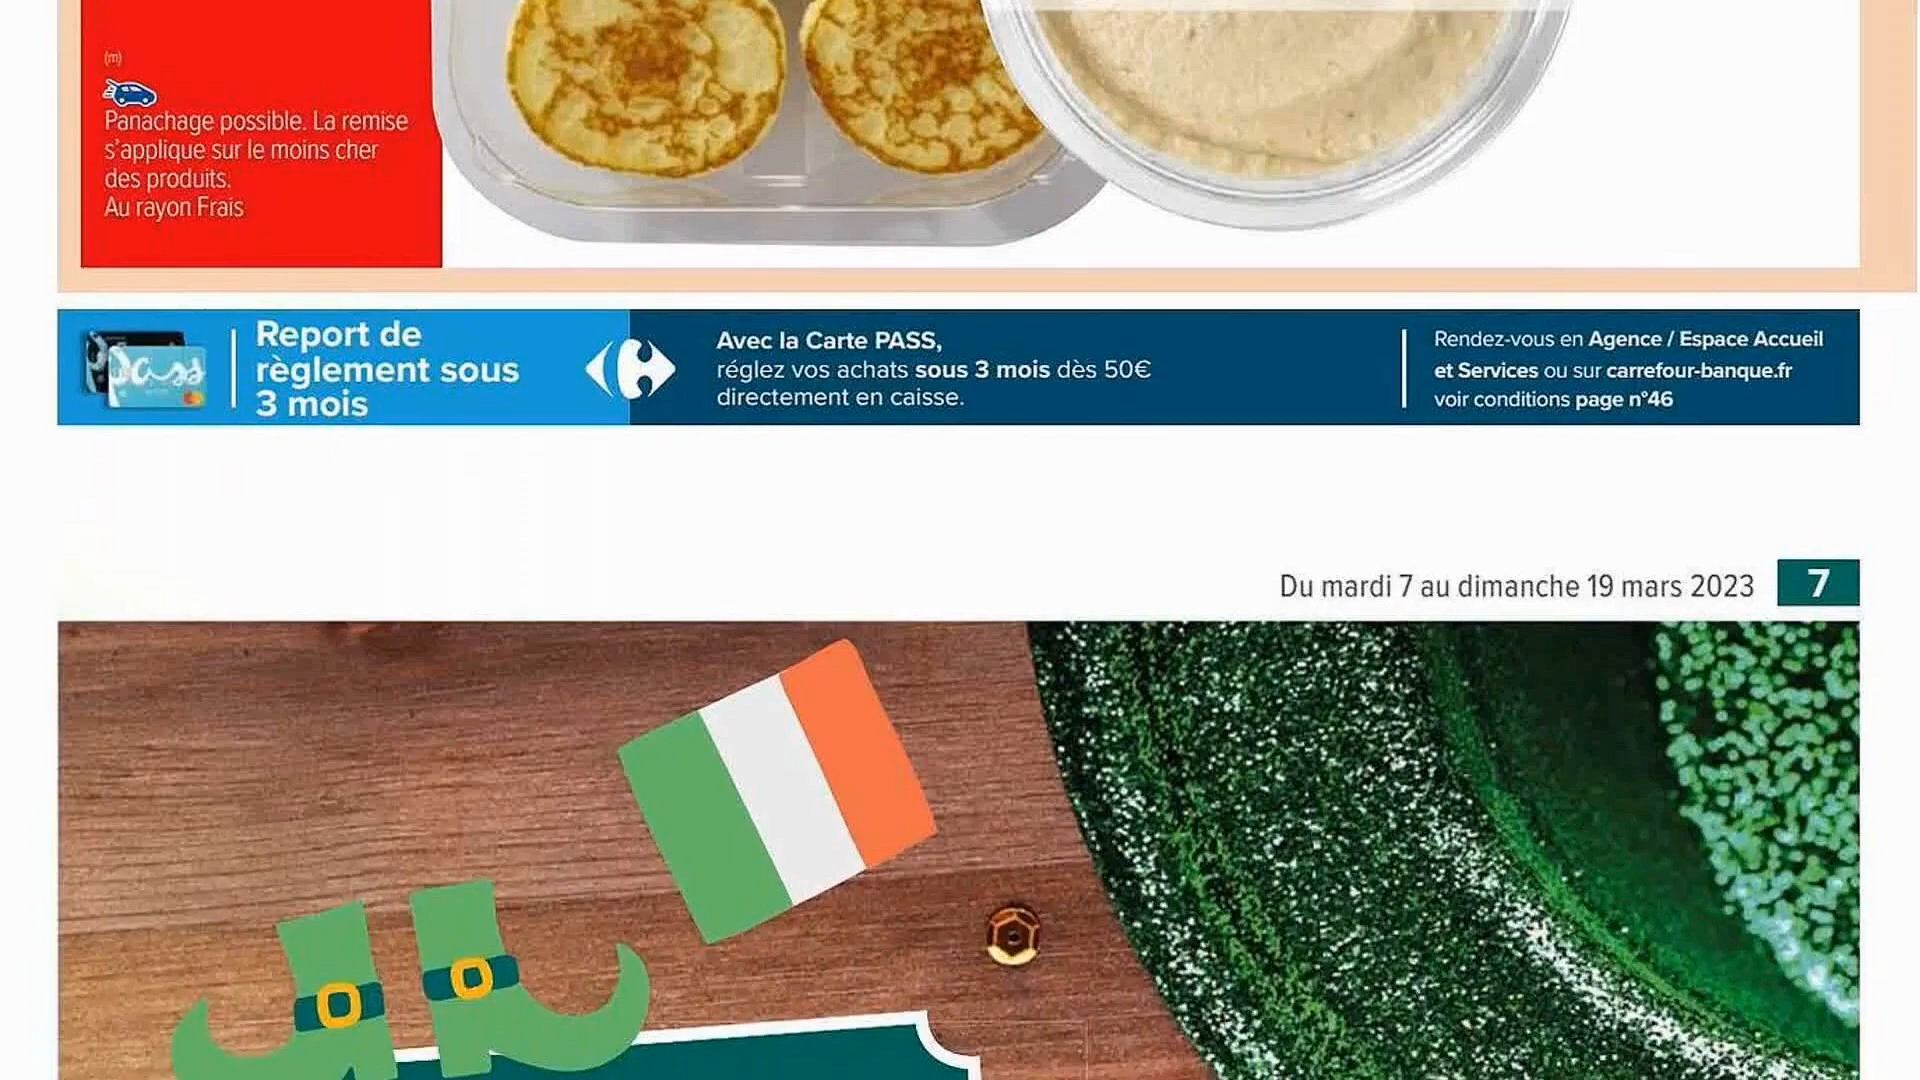 (m)
Panachage possible. La remise
s'applique sur le moins cher
des produits.
Au rayon Frais
pass
Report de
règlement sous
3 mois
Avec la Carte PASS,
réglez vos achats sous 3 mois dès 50€
directement en caisse.
Rendez-vous en Agence / Espace Accueil
et Services ou sur carrefour-banque.fr
voir conditions page n°46
Du mardi 7 au dimanche 19 mars 2023
7